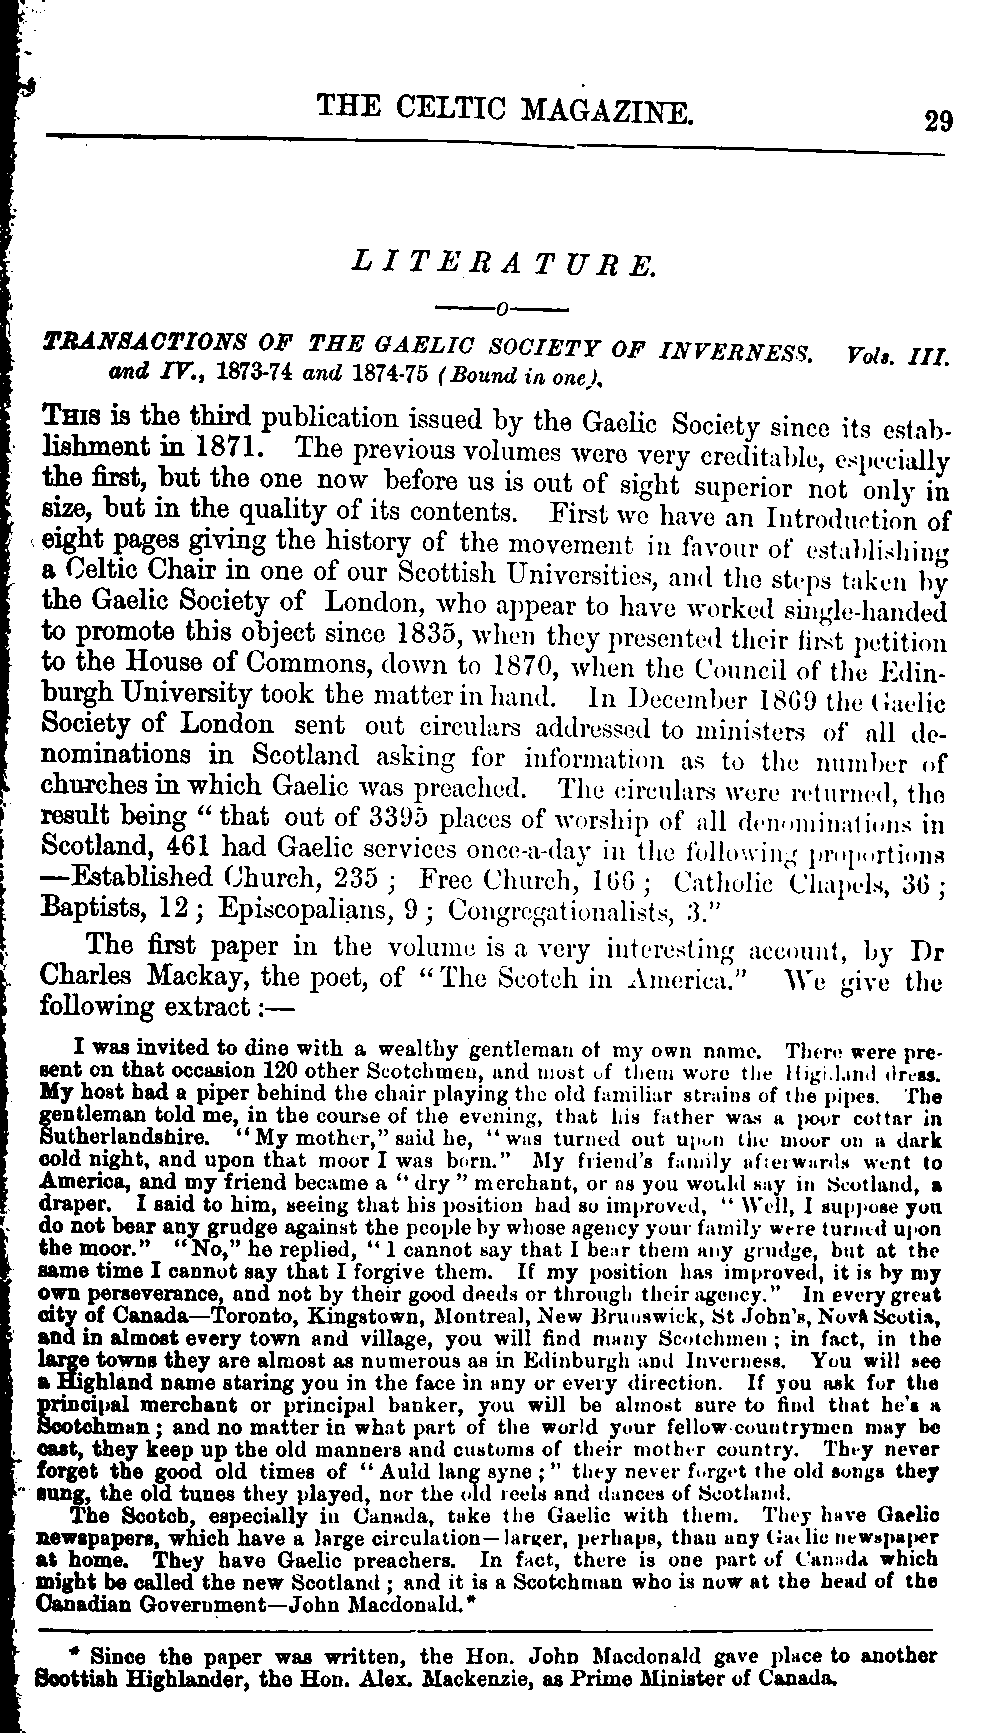 THE CELTIC MAGAZINE. 29
LITERATURE.
——o——
TRANSACTIONS OF THE GAELIC SOCIETY OF INVERNESS. Vols. III.
and IV., 1873-74 and 1874-75 (Bound in one).
THIS is the third publication issued by the Gaelic Society since its estab-
lishment in 1871. The previous volumes were very creditable, especially
the first, but the one now before us is out of sight superior not only in
size, but in the quality of its contents. First we have an Introduction of
eight pages giving the history of the movement in favour of establishing
a Celtic Chair in one of our Scottish Universities, and the steps taken by
the Gaelic Society of London, who appear to have worked single-handed
to promote this object since 1835, when they presented their first petition
to the House of Commons, down to 1870, when the Council of the Edin-
burgh University took the matter in hand. In December 1869 the Gaelic
Society of London sent out circulars addressed to ministers of all de-
nominations in Scotland asking for information as to the number of
churches in which Gaelic was preached. The circulars were returned, the
result being “that out of 3395 places of worship of all denominations in
Scotland, 461 had Gaelic services once-a-day in the following proportions
—Established Church, 235; Free Church, 166; Catholic Chapels, 36;
Baptists, 12; Episcopalians, 9; Congregationalists, 3.”
The first paper in the volume is a very interesting account, by Dr
Charles Mackay, the poet, of “The Scotch in America.” We give the
following extract:—
I was invited to dine with a wealthy gentleman of my own name. There were pre-
sent on that occasion 120 other Scotchmen, and most of them wore the Highland dress.
My host had a piper behind the chair playing the old familiar strains of the pipes. The
gentleman told me, in the course of the evening, that his father was a poor cottar in
Sutherlandshire. “My mother,” said he, “was turned out upon the moor on a dark
cold night, and upon that moor I was born.” My friend's family afterwards went to
America, and my friend became a “dry” merchant, or as you would say in Scotland, a
draper. I said to him, seeing that his position had so improved, “Well, I suppose you
do not bear any grudge against the people by whose agency your family were turned upon
the moor.” “No,” he replied, “I cannot say that I bear them any grudge, but at the
same time I cannot say that I forgive them. If my position has improved, it is by my
own perseverance, and not by their good deeds or through their agency.” In every great
city of Canada—Toronto, Kingstown, Montreal, New Brunswick, St John's, Nova Scotia,
and in almost every town and village, you will find many Scotchmen; in fact, in the
large towns they are almost as numerous as in Edinburgh and Inverness. You will see
a Highland name staring you in the face in any or every direction. If you ask for the
principal merchant or principal banker, you will be almost sure to find that he's a
Scotchman; and no matter in what part of the world your fellow-countrymen may be
cast, they keep up the old manners and customs of their mother country. They never
forget the good old times of “Auld lang syne;” they never forget the old songs they
sung, the old tunes they played, nor the old reels and dances of Scotland.
The Scotch, especially in Canada, take the Gaelic with them. They have Gaelic
newspapers, which have a large circulation—larger, perhaps, than any Gaelic newspaper
at home. They have Gaelic preachers. In fact, there is one part of Canada which
might be called the new Scotland; and it is a Scotchman who is now at the head of the
Canadian Government—John Macdonald.*
* Since the paper was written, the Hon. John Macdonald gave place to another
Scottish Highlander, the Hon. Alex. Mackenzie, as Prime Minister of Canada.